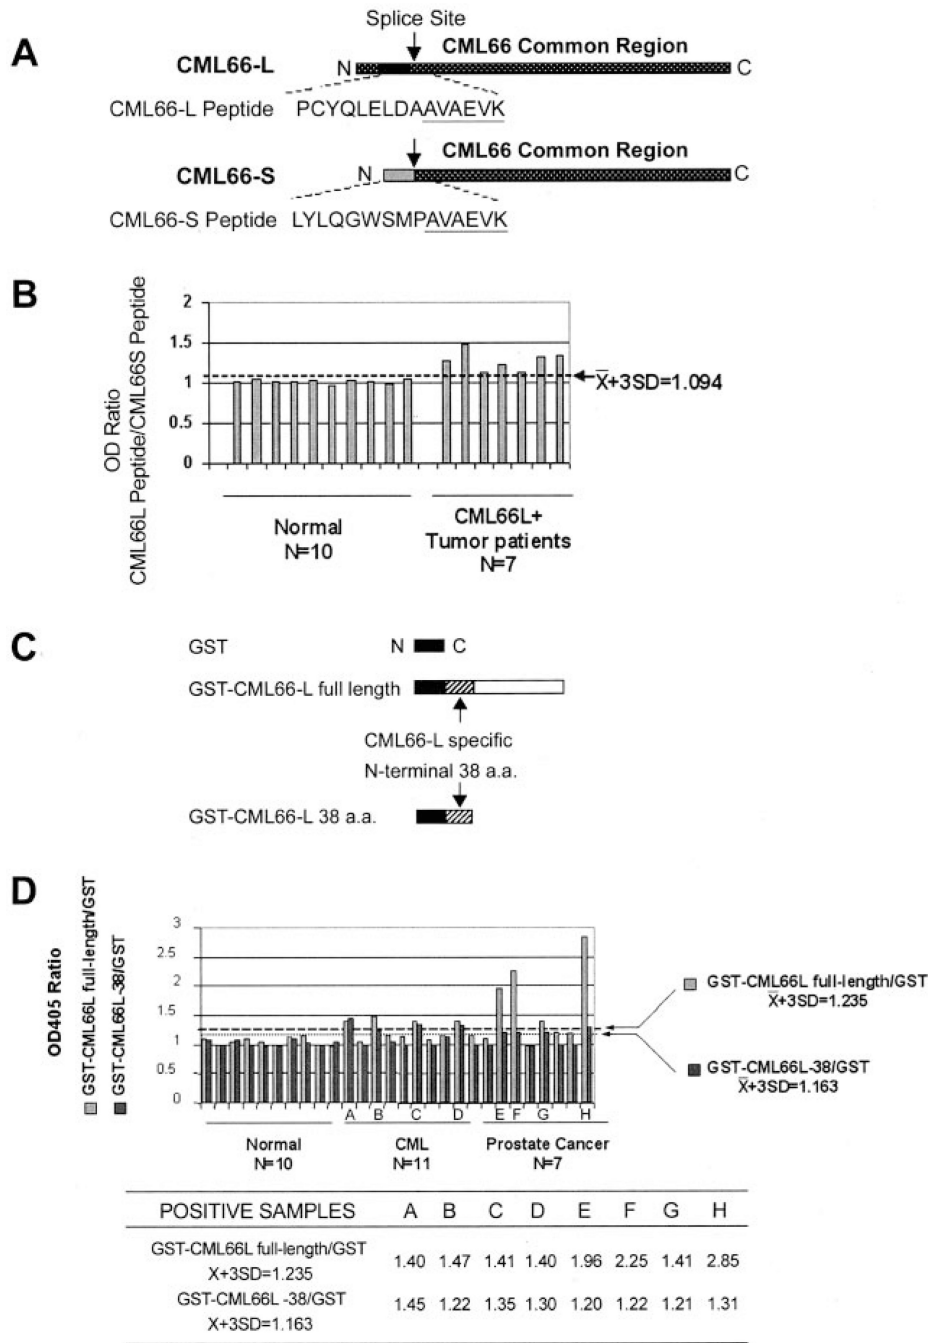 A
Splice Site
CML66 Common Region
CML66-L
N
C
CML66-L Peptide PCYQLELDAAVAEVK
CML66 Common Region
CML66-S
N
C
CML66-S Peptide LYLQGWSMPAVAEVK
B
OD Ratio
CML66L Peptide/CML66S Peptide
2
1.5
1
0.5
0
X̅+3SD=1.094
Normal
N=10
CML66L+
Tumor patients
N=7
C
GST
N
C
GST-CML66-L full length
CML66-L specific
N-terminal 38 a.a.
GST-CML66-L 38 a.a.
D
OD405 Ratio
GST-CML66L full-length/GST
GST-CML66L-38/GST
3
2.5
2
1.5
1
0.5
0
A B C D E F G H
Normal
N=10
CML
N=11
Prostate Cancer
N=7
GST-CML66L full-length/GST
X̅+3SD=1.235
GST-CML66L-38/GST
X̅+3SD=1.163
POSITIVE SAMPLES A B C D E F G H
GST-CML66L full-length/GST 1.40 1.47 1.41 1.40 1.96 2.25 1.41 2.85
X+3SD=1.235
GST-CML66L -38/GST 1.45 1.22 1.35 1.30 1.20 1.22 1.21 1.31
X+3SD=1.163